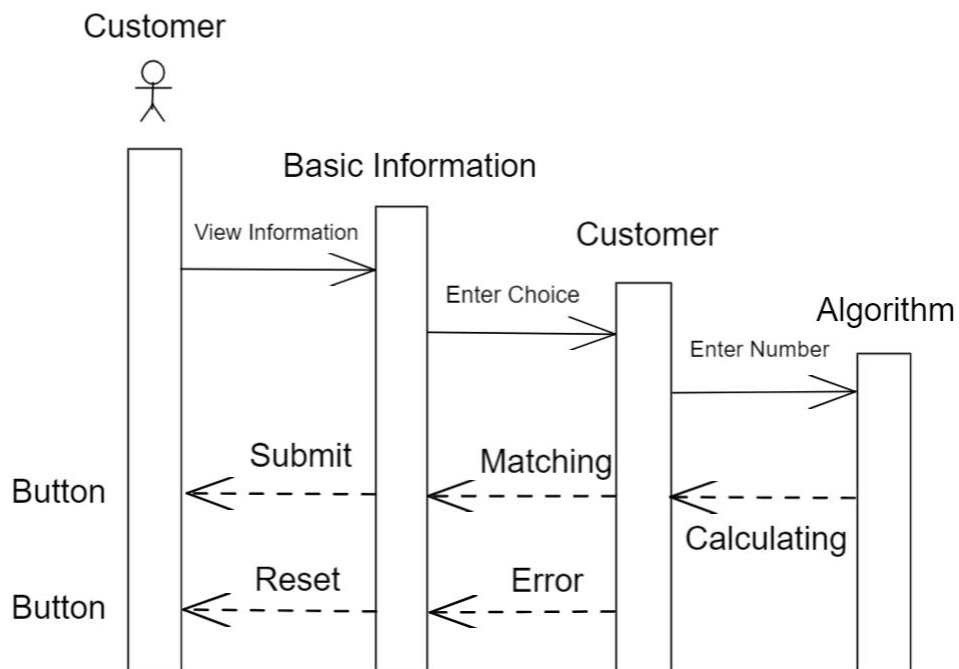 Customer
Basic Information
View Information
Customer
Enter Choice
Algorithm
Enter Number
Submit
Matching
Button
Calculating
Reset
Error
Button